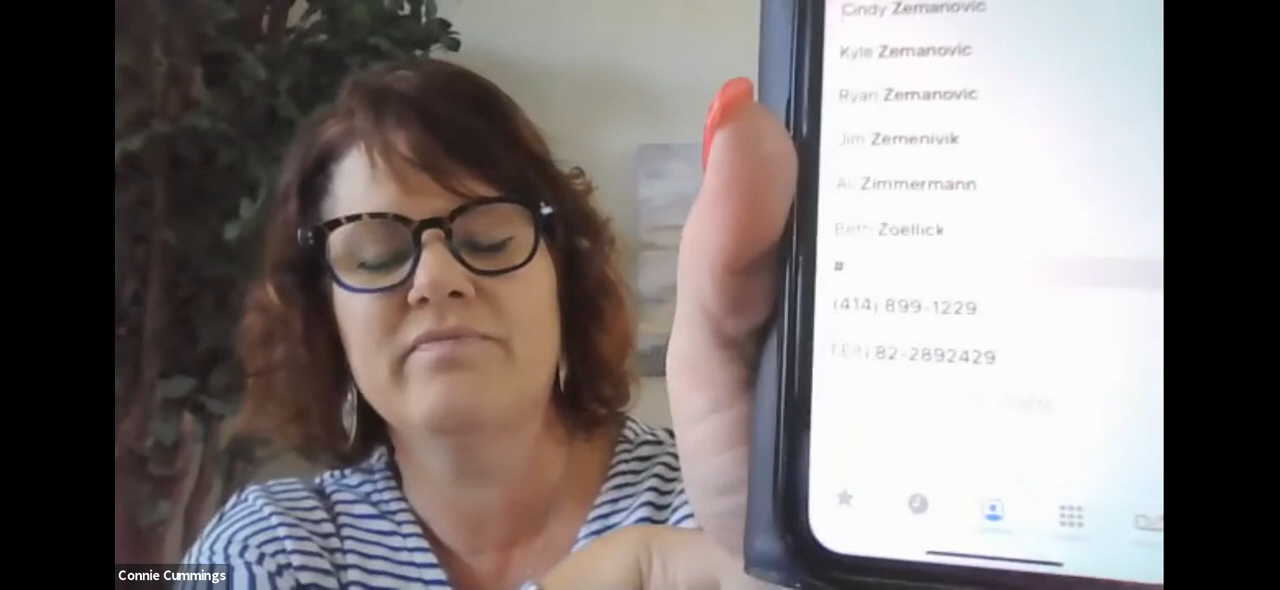 Cindy Zemanovic
Kyle Zemanovic
Ryan Zemanovic
Jim Zemenivik
Al Zimmermann
Beth Zoellick
#
(414) 899-1229
FEIN 82-2892429
Connie Cummings